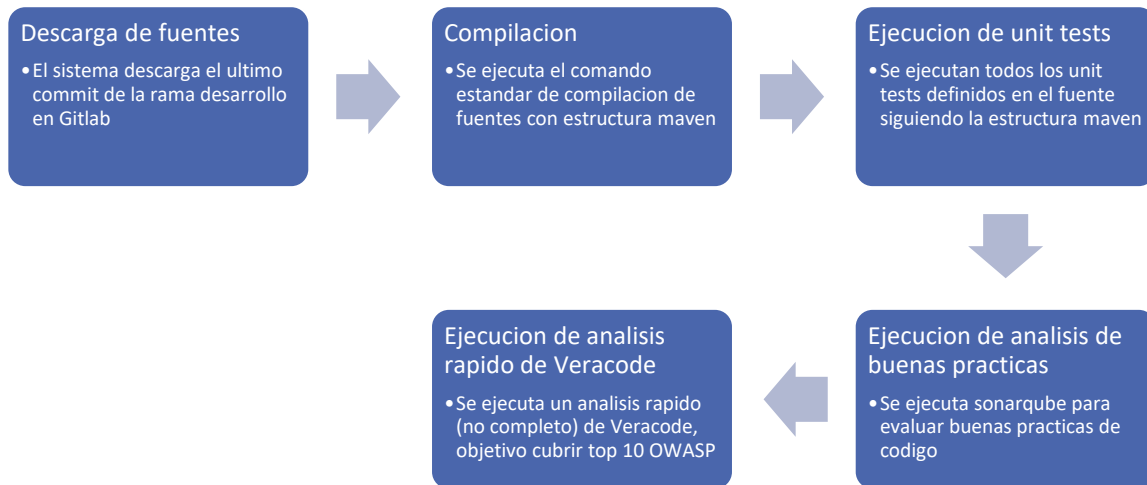 Descarga de fuentes
•El sistema descarga el ultimo
commit de la rama desarrollo
en Gitlab
Compilacion
•Se ejecuta el comando
estandar de compilacion de
fuentes con estructura maven
Ejecucion de unit tests
•Se ejecutan todos los unit
tests definidos en el fuente
siguiendo la estructura maven
Ejecucion de analisis de
buenas practicas
•Se ejecuta sonarqube para
evaluar buenas practicas de
codigo
Ejecucion de analisis
rapido de Veracode
•Se ejecuta un analisis rapido
(no completo) de Veracode,
objetivo cubrir top 10 OWASP